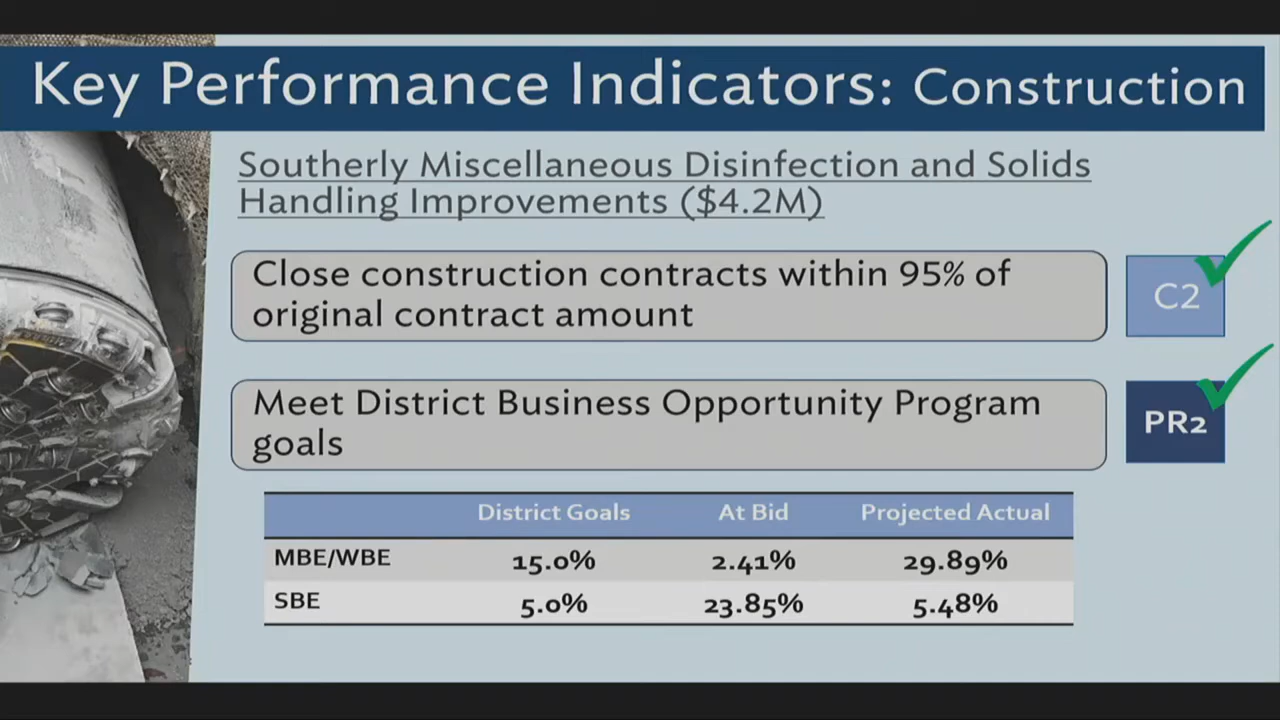 Key Performance Indicators: Construction
Southerly Miscellaneous Disinfection and Solids
Handling Improvements ($4.2M)
Close construction contracts within 95% of
original contract amount
C2
Meet District Business Opportunity Program
goals
PR2
District Goals At Bid Projected Actual
MBE/WBE 15.0% 2.41% 29.89%
SBE 5.0% 23.85% 5.48%